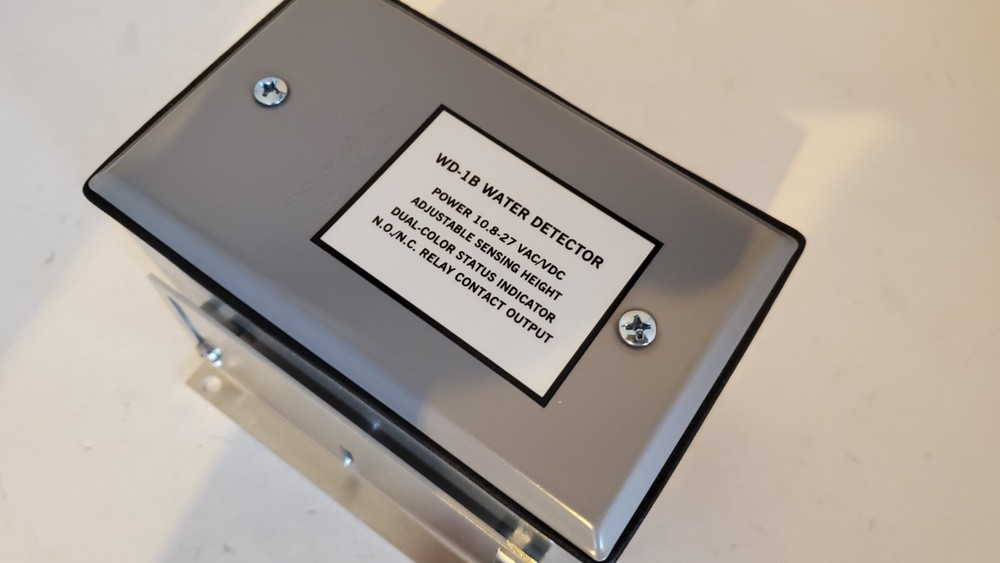 WD-1B WATER DETECTOR
POWER 10.8-27 VAC/VDC
ADJUSTABLE SENSING HEIGHT
DUAL-COLOR STATUS INDICATOR
N.O./N.C. RELAY CONTACT OUTPUT